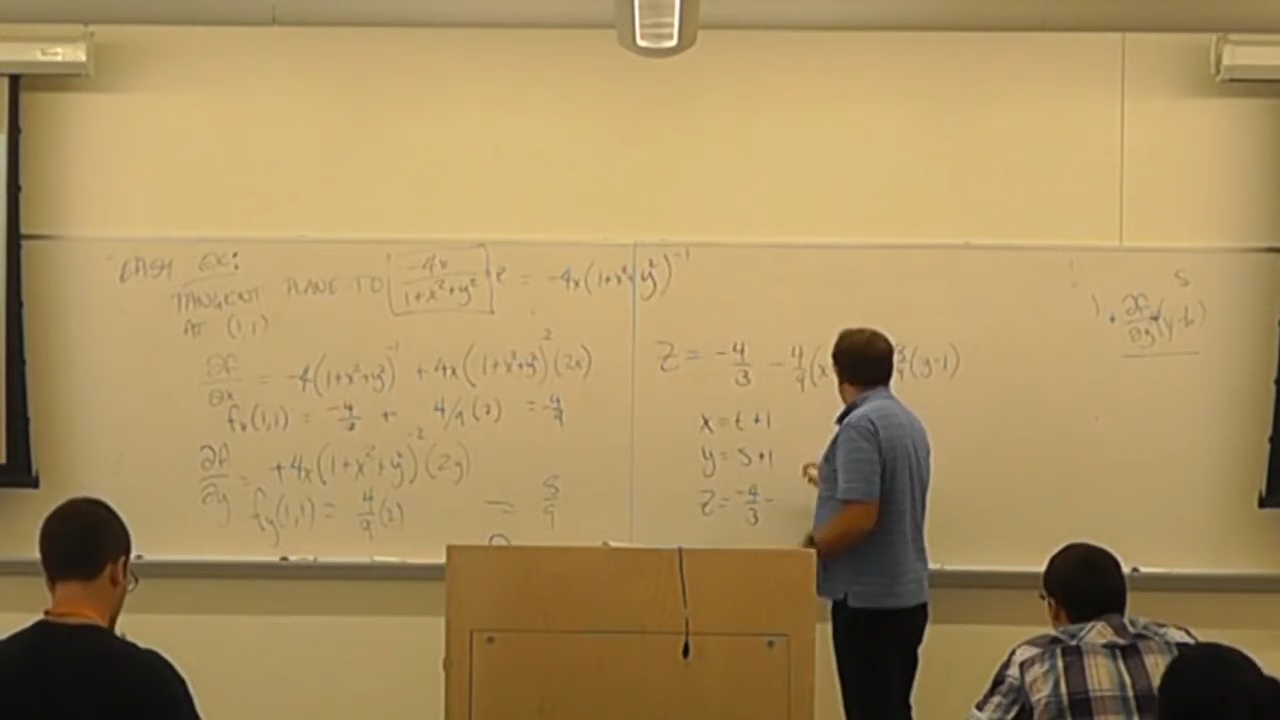 EASY EX:
TANGENT PLANE TO -4x/(1+x²+y²) z = -4x(1+x²+y²)⁻¹
AT (1,1)
∂f/∂x = -4(1+x²+y²)⁻¹ + 4x(1+x²+y²)²(2x)
fx(1,1) = -4/3 + 4/9(2) = -4/9
∂f/∂y = +4x(1+x²+y²)⁻²(2y)
fy(1,1) = 4/9(2) = 8/9
z = -4/3 - 4/9(x 8/9(y-1)
x = t+1
y = s+1
z = -4/3 -
s
) + ∂f/∂y(y-b)